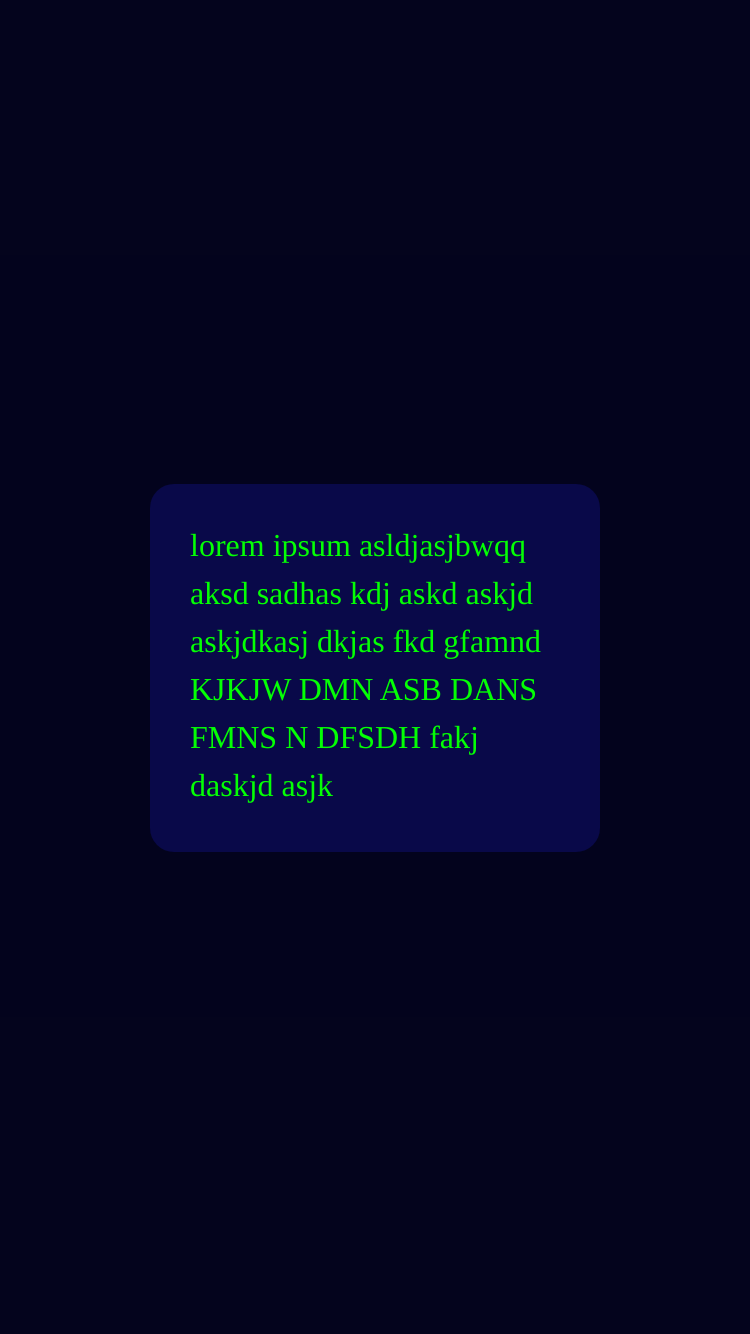 lorem ipsum asldjasjbwqq
aksd sadhas kdj askd askjd
askjdkasj dkjas fkd gfamnd
KJKJW DMN ASB DANS
FMNS N DFSDH fakj
daskjd asjk